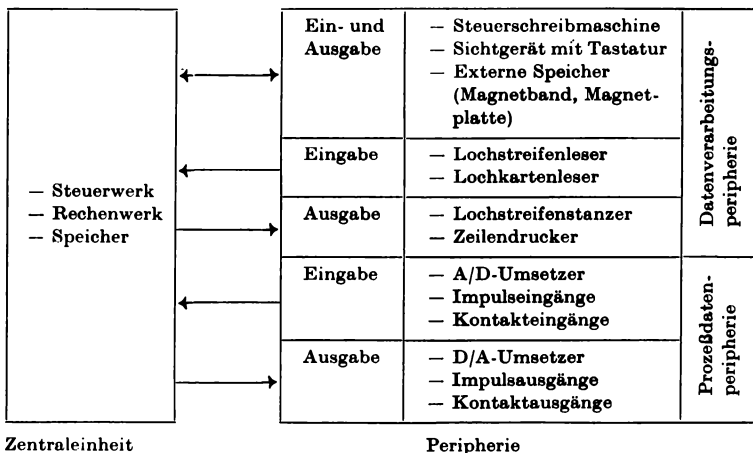 Ein- und
Ausgabe
— Steuerschreibmaschine
— Sichtgerät mit Tastatur
— Externe Speicher
(Magnetband, Magnet-
platte)
Eingabe
— Lochstreifenleser
— Lochkartenleser
Ausgabe
— Lochstreifenstanzer
— Zeilendrucker
Datenverarbeitungs-
peripherie
— Steuerwerk
— Rechenwerk
— Speicher
Eingabe
— A/D-Umsetzer
— Impulseingänge
— Kontakteingänge
Ausgabe
— D/A-Umsetzer
— Impulsausgänge
— Kontaktausgänge
Prozeßdaten-
peripherie
Zentraleinheit
Peripherie